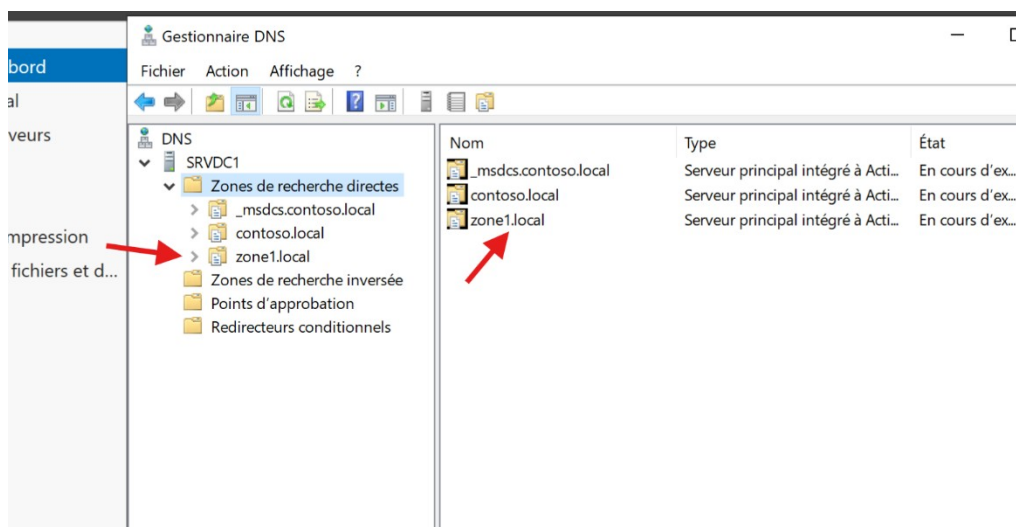 Gestionnaire DNS
Fichier Action Affichage ?
bord
al
veurs
mpression
fichiers et d...
DNS
SRVDC1
Zones de recherche directes
_msdcs.contoso.local
contoso.local
zone1.local
Zones de recherche inversée
Points d'approbation
Redirecteurs conditionnels
Nom Type État
_msdcs.contoso.local Serveur principal intégré à Acti... En cours d'ex...
contoso.local Serveur principal intégré à Acti... En cours d'ex...
zone1.local Serveur principal intégré à Acti... En cours d'ex...